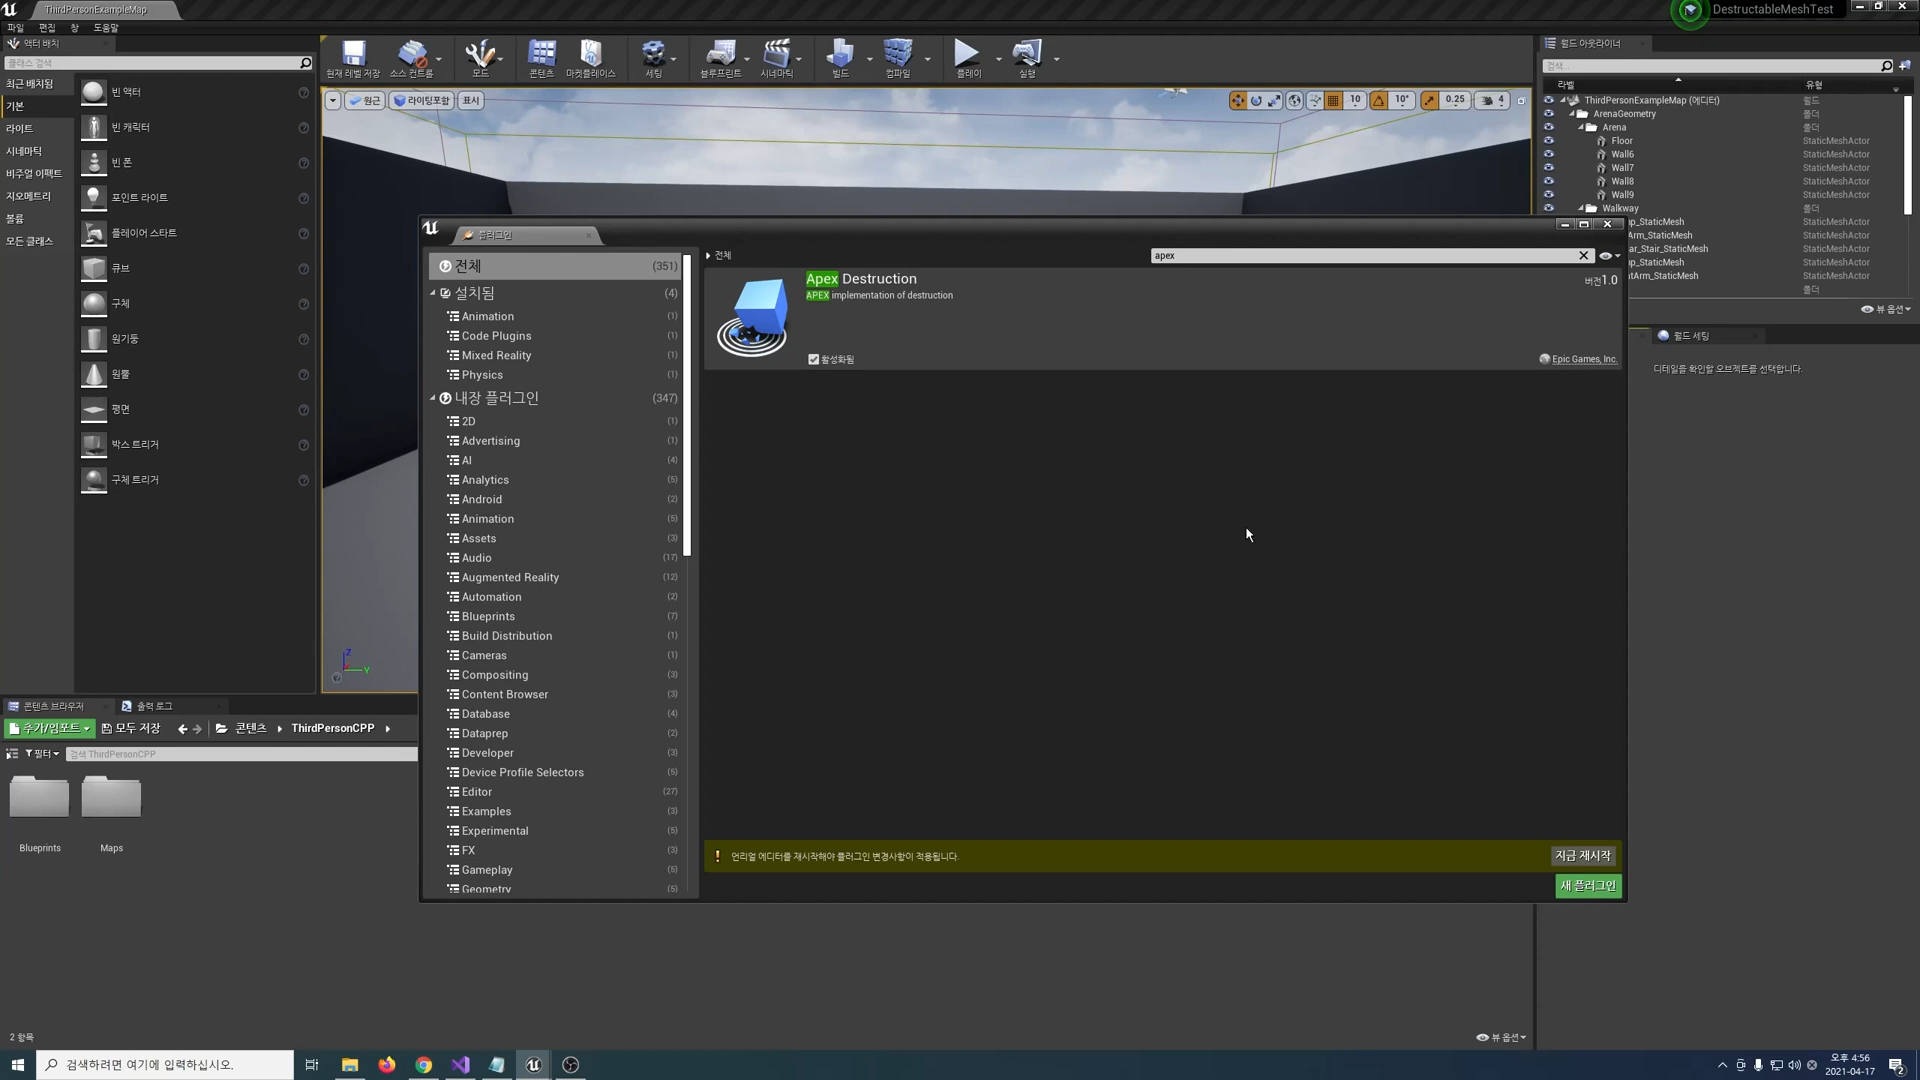 ThirdPersonExampleMap
DestructableMeshTest
파일 편집 창 도움말
액터 배치
클래스 검색
최근 배치됨
기본
라이트
시네마틱
비주얼 이펙트
지오메트리
볼륨
모든 클래스
빈 액터
빈 캐릭터
빈 폰
포인트 라이트
플레이어 스타트
큐브
구체
원기둥
원뿔
평면
박스 트리거
구체 트리거
현재 레벨 저장 소스 컨트롤 모드 콘텐츠 마켓플레이스 세팅 블루프린트 시네마틱 빌드 컴파일 플레이 실행
원근 라이팅포함 표시
10 10° 0.25 4
월드 아웃라이너
검색...
라벨 유형
ThirdPersonExampleMap (에디터) 월드
ArenaGeometry 폴더
Arena 폴더
Floor StaticMeshActor
Wall6 StaticMeshActor
Wall7 StaticMeshActor
Wall8 StaticMeshActor
Wall9 StaticMeshActor
Walkway 폴더
p_StaticMesh StaticMeshActor
Arm_StaticMesh StaticMeshActor
ar_Stair_StaticMesh StaticMeshActor
p_StaticMesh StaticMeshActor
tArm_StaticMesh StaticMeshActor
폴더
뷰 옵션
월드 세팅
디테일을 확인할 오브젝트를 선택합니다.
플러그인
전체 (351)
설치됨 (4)
Animation (1)
Code Plugins (1)
Mixed Reality (1)
Physics (1)
내장 플러그인 (347)
2D (1)
Advertising (1)
AI (4)
Analytics (5)
Android (2)
Animation (5)
Assets (3)
Audio (17)
Augmented Reality (12)
Automation (2)
Blueprints (7)
Build Distribution (1)
Cameras (1)
Compositing (3)
Content Browser (3)
Database (4)
Dataprep (2)
Developer (3)
Device Profile Selectors (5)
Editor (27)
Examples (3)
Experimental (5)
FX (3)
Gameplay (5)
Geometry (5)
전체
apex
Apex Destruction
버전1.0
APEX implementation of destruction
활성화됨
Epic Games, Inc.
언리얼 에디터를 재시작해야 플러그인 변경사항이 적용됩니다.
지금 재시작
새 플러그인
Z
Y
콘텐츠 브라우저 출력 로그
추가/임포트 모두 저장 콘텐츠 ThirdPersonCPP
필터 검색 ThirdPersonCPP
Blueprints Maps
2 항목
뷰 옵션
검색하려면 여기에 입력하십시오.
오후 4:56
2021-04-17
2